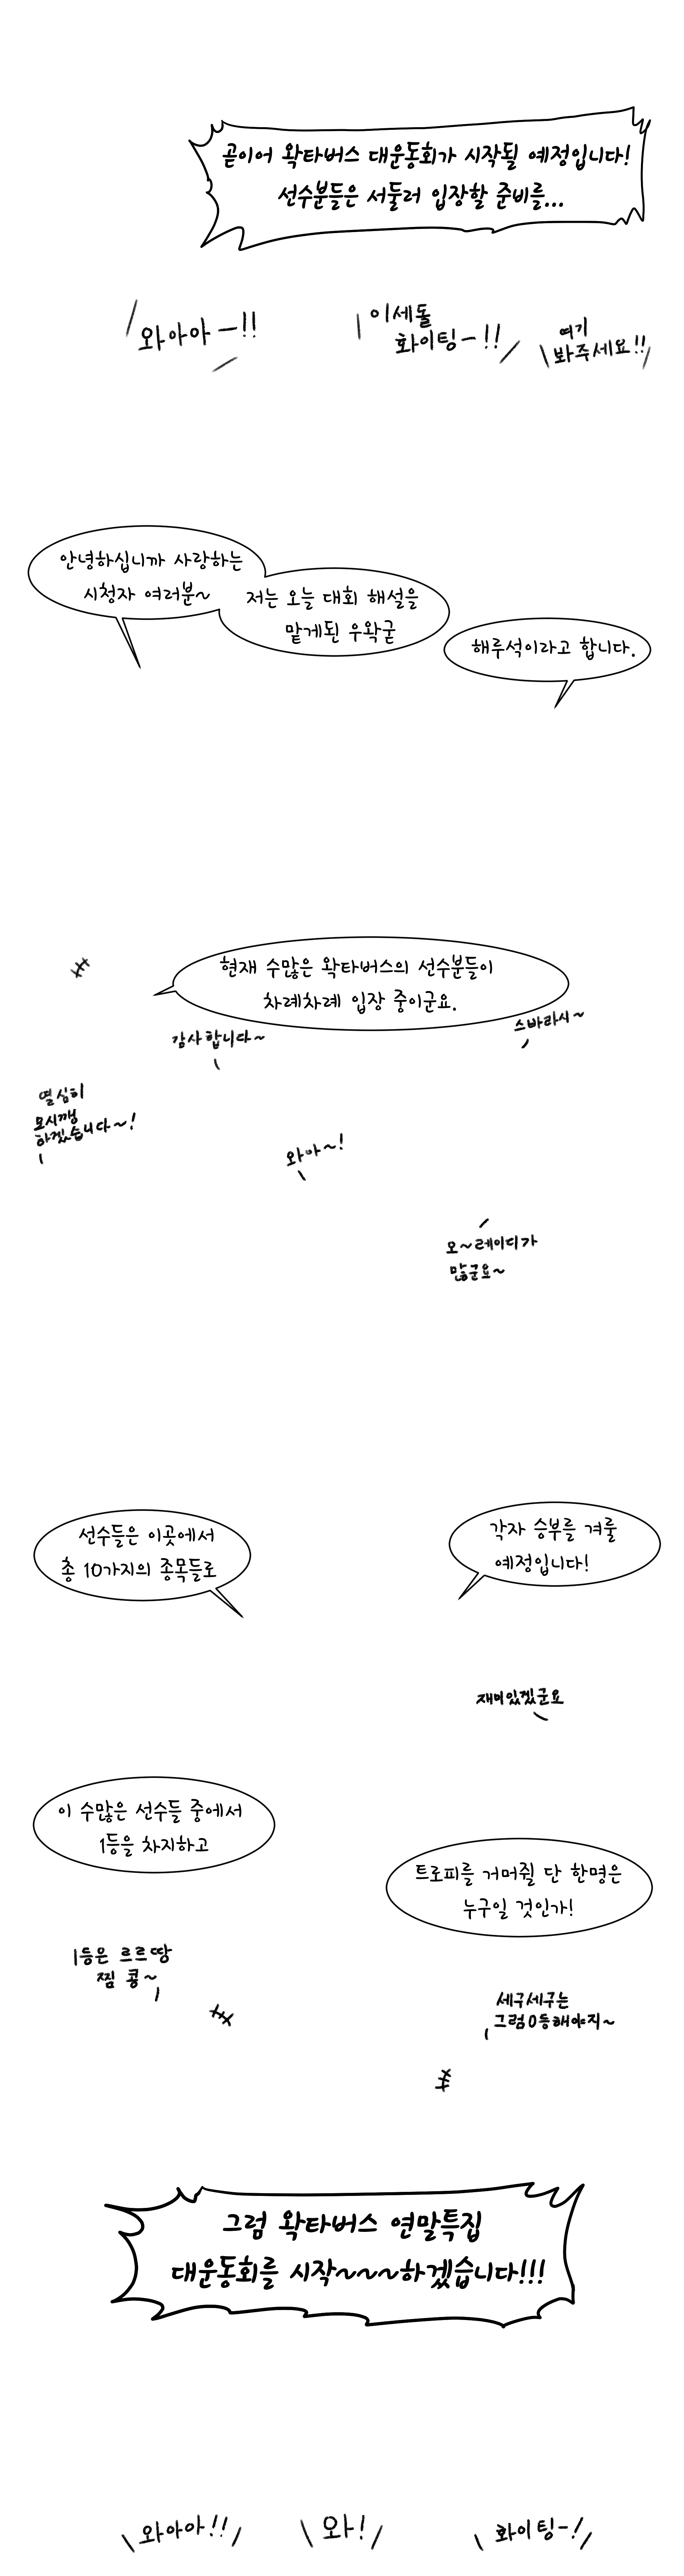 곧이어 왁타버스 대운동회가 시작될 예정입니다!
선수분들은 서둘러 입장할 준비를...
와아아-!!
이세돌
화이팅-!!
여기
봐주세요!!
안녕하십니까 사랑하는
시청자 여러분~
저는 오늘 대회 해설을
맡게된 우왁굳
해루석이라고 합니다.
현재 수많은 왁타버스의 선수분들이
차례차례 입장 중이군요.
감사합니다~
스바라시~
열심히
모시깽
하겠습니다~!
와아~!
오~레이디가
많군요~
선수들은 이곳에서
총 10가지의 종목들로
각자 승부를 겨룰
예정입니다!
재미있겠군요
이 수많은 선수들 중에서
1등을 차지하고
트로피를 거머쥘 단 한명은
누구일 것인가!
1등은 르르땅
찜 콩~
세구세구는
그럼 0등해야지~
그럼 왁타버스 연말특집
대운동회를 시작~~~하겠습니다!!!
와아아!!
와!
화이팅-!